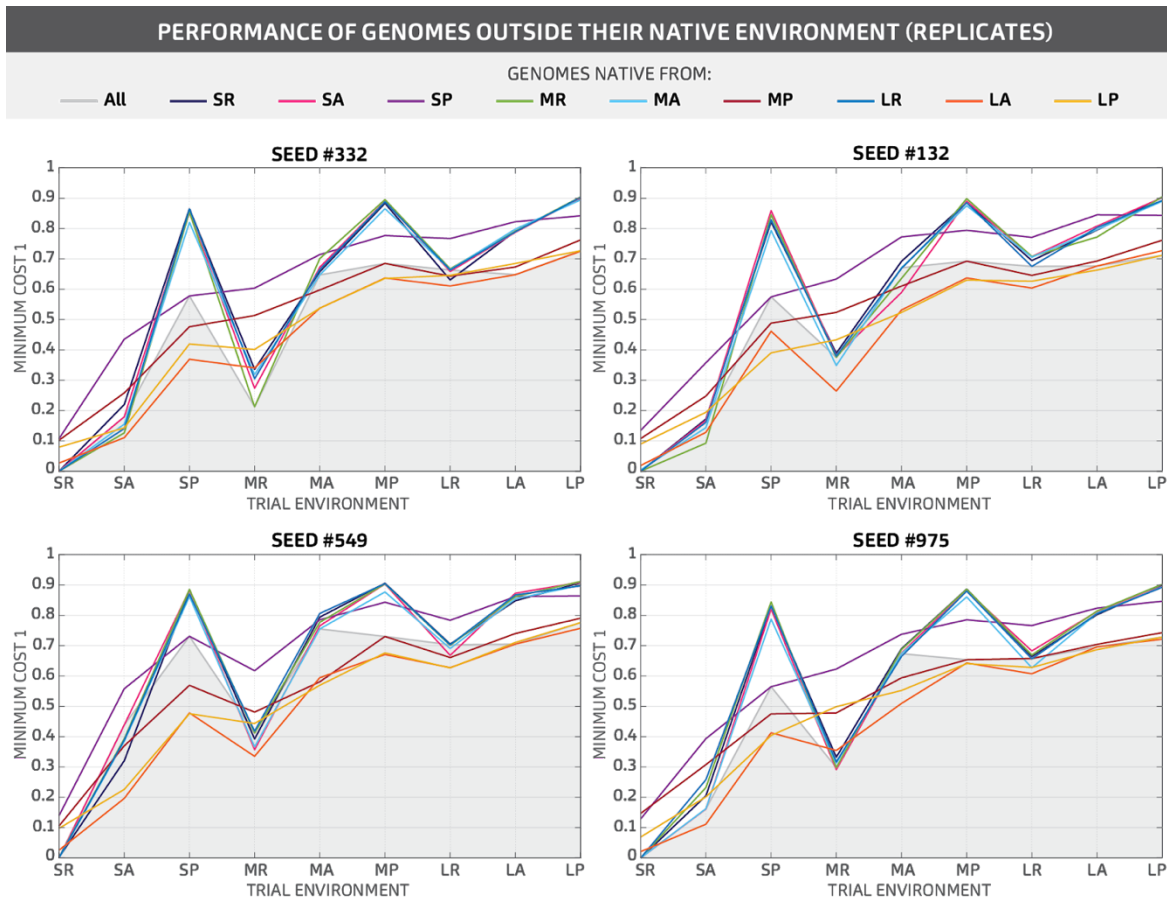 PERFORMANCE OF GENOMES OUTSIDE THEIR NATIVE ENVIRONMENT (REPLICATES)
GENOMES NATIVE FROM:
All SR SA SP MR MA MP LR LA LP
SEED #332
MINIMUM COST 1
1
0.9
0.8
0.7
0.6
0.5
0.4
0.3
0.2
0.1
0
SR SA SP MR MA MP LR LA LP
TRIAL ENVIRONMENT
SEED #132
MINIMUM COST 1
1
0.9
0.8
0.7
0.6
0.5
0.4
0.3
0.2
0.1
0
SR SA SP MR MA MP LR LA LP
TRIAL ENVIRONMENT
SEED #549
MINIMUM COST 1
1
0.9
0.8
0.7
0.6
0.5
0.4
0.3
0.2
0.1
0
SR SA SP MR MA MP LR LA LP
TRIAL ENVIRONMENT
SEED #975
MINIMUM COST 1
1
0.9
0.8
0.7
0.6
0.5
0.4
0.3
0.2
0.1
0
SR SA SP MR MA MP LR LA LP
TRIAL ENVIRONMENT